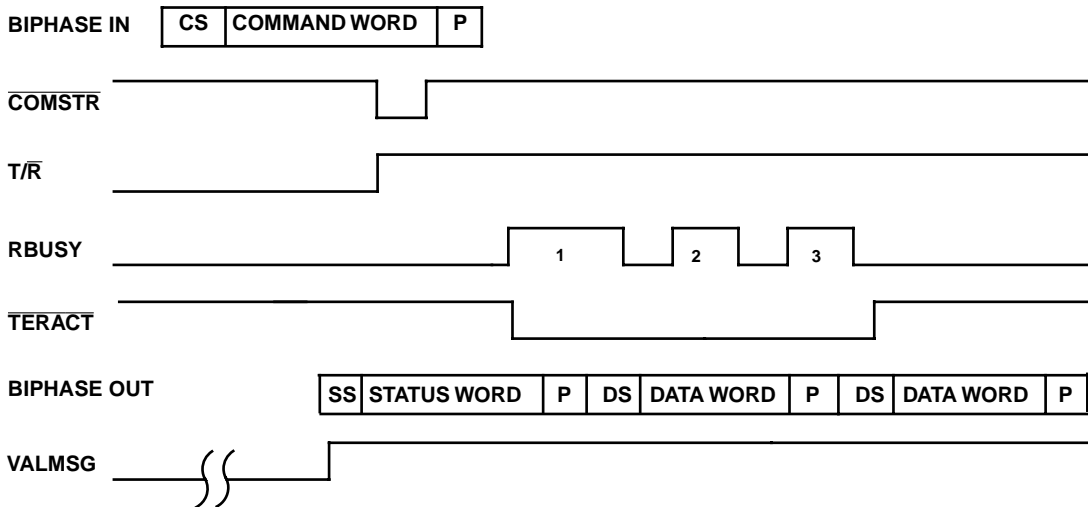 BIPHASE IN CS COMMAND WORD P
COMSTR
T/R
RBUSY 1 2 3
TERACT
BIPHASE OUT SS STATUS WORD P DS DATA WORD P DS DATA WORD P
VALMSG